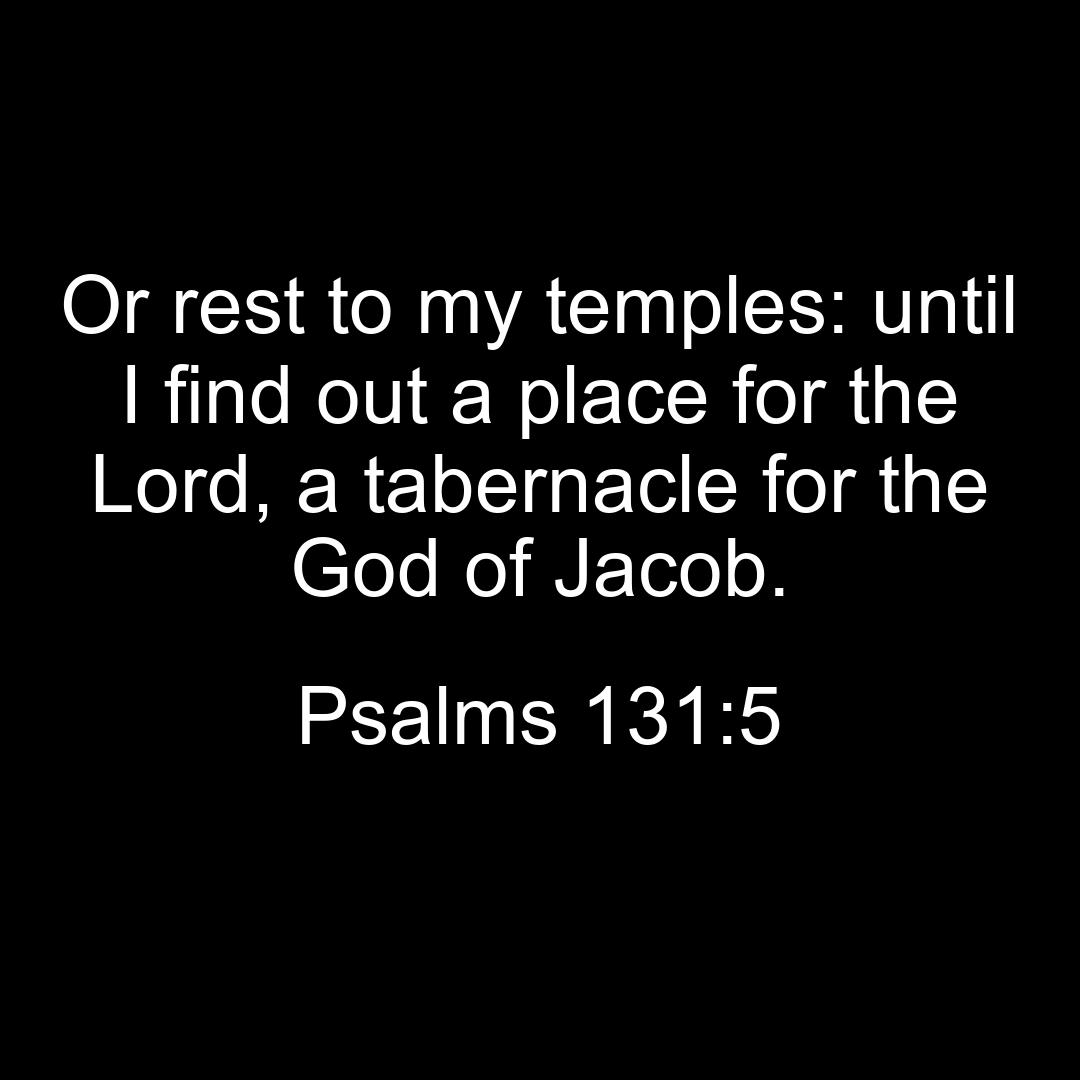 Or rest to my temples: until
I find out a place for the
Lord, a tabernacle for the
God of Jacob.
Psalms 131:5